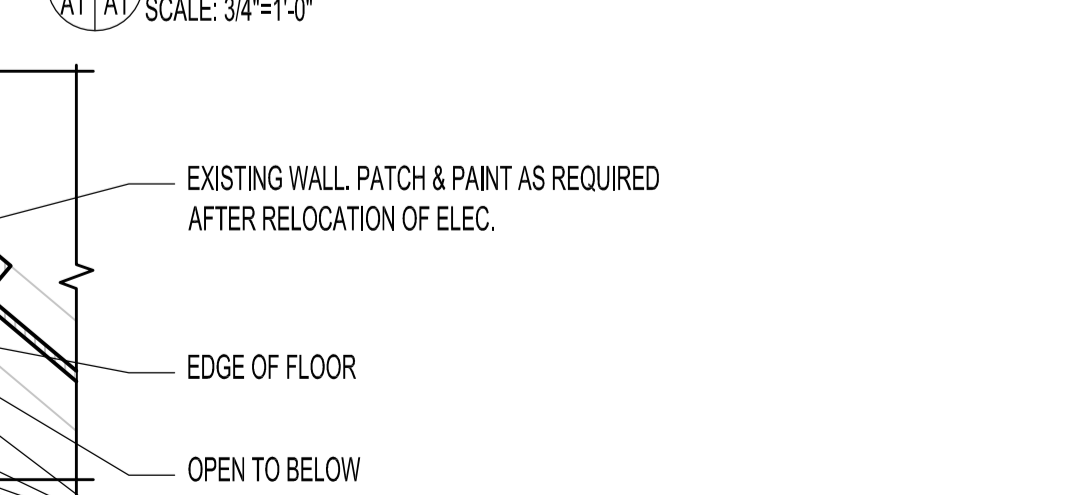 A1 A1 SCALE: 3/4"=1'-0"
EXISTING WALL. PATCH & PAINT AS REQUIRED
AFTER RELOCATION OF ELEC.
EDGE OF FLOOR
OPEN TO BELOW